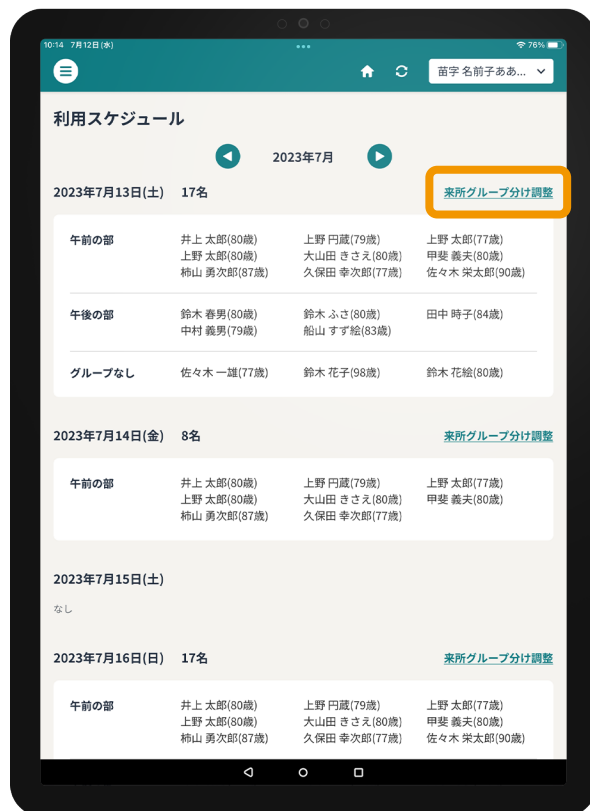 10:14 7月12日(水) 76%
苗字 名前子ああ...
利用スケジュール
2023年7月
2023年7月13日(土) 17名 来所グループ分け調整
午前の部 井上 太郎(80歳) 上野 円蔵(79歳) 上野 太郎(77歳)
上野 太郎(80歳) 大山田 きさえ(80歳) 甲斐 義夫(80歳)
柿山 勇次郎(87歳) 久保田 幸次郎(77歳) 佐々木 栄太郎(90歳)
午後の部 鈴木 春男(80歳) 鈴木 ふさ(80歳) 田中 時子(84歳)
中村 義男(79歳) 船山 すず絵(83歳)
グループなし 佐々木 一雄(77歳) 鈴木 花子(98歳) 鈴木 花絵(80歳)
2023年7月14日(金) 8名 来所グループ分け調整
午前の部 井上 太郎(80歳) 上野 円蔵(79歳) 上野 太郎(77歳)
上野 太郎(80歳) 大山田 きさえ(80歳) 甲斐 義夫(80歳)
柿山 勇次郎(87歳) 久保田 幸次郎(77歳)
2023年7月15日(土)
なし
2023年7月16日(日) 17名 来所グループ分け調整
午前の部 井上 太郎(80歳) 上野 円蔵(79歳) 上野 太郎(77歳)
上野 太郎(80歳) 大山田 きさえ(80歳) 甲斐 義夫(80歳)
柿山 勇次郎(87歳) 久保田 幸次郎(77歳) 佐々木 栄太郎(90歳)